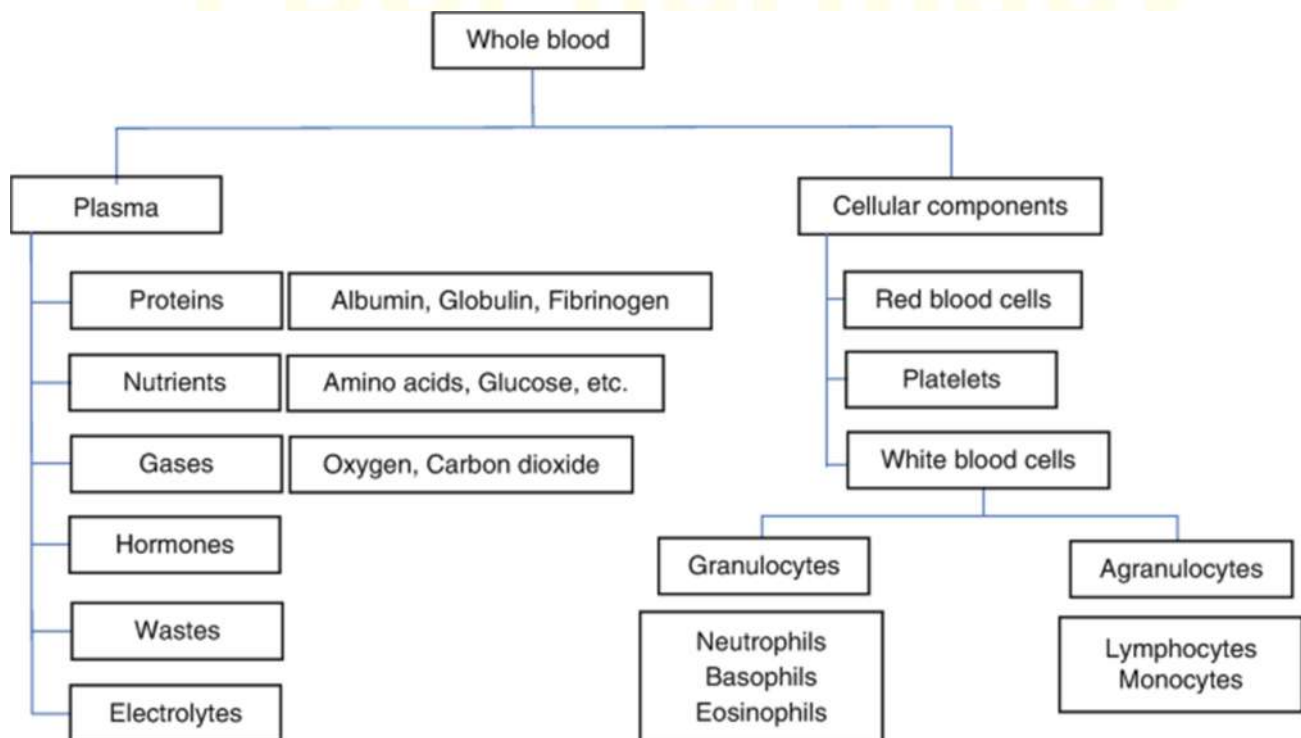 Whole blood
Plasma
Cellular components
Proteins
Albumin, Globulin, Fibrinogen
Red blood cells
Nutrients
Amino acids, Glucose, etc.
Platelets
Gases
Oxygen, Carbon dioxide
White blood cells
Hormones
Granulocytes
Agranulocytes
Wastes
Neutrophils
Basophils
Eosinophils
Lymphocytes
Monocytes
Electrolytes